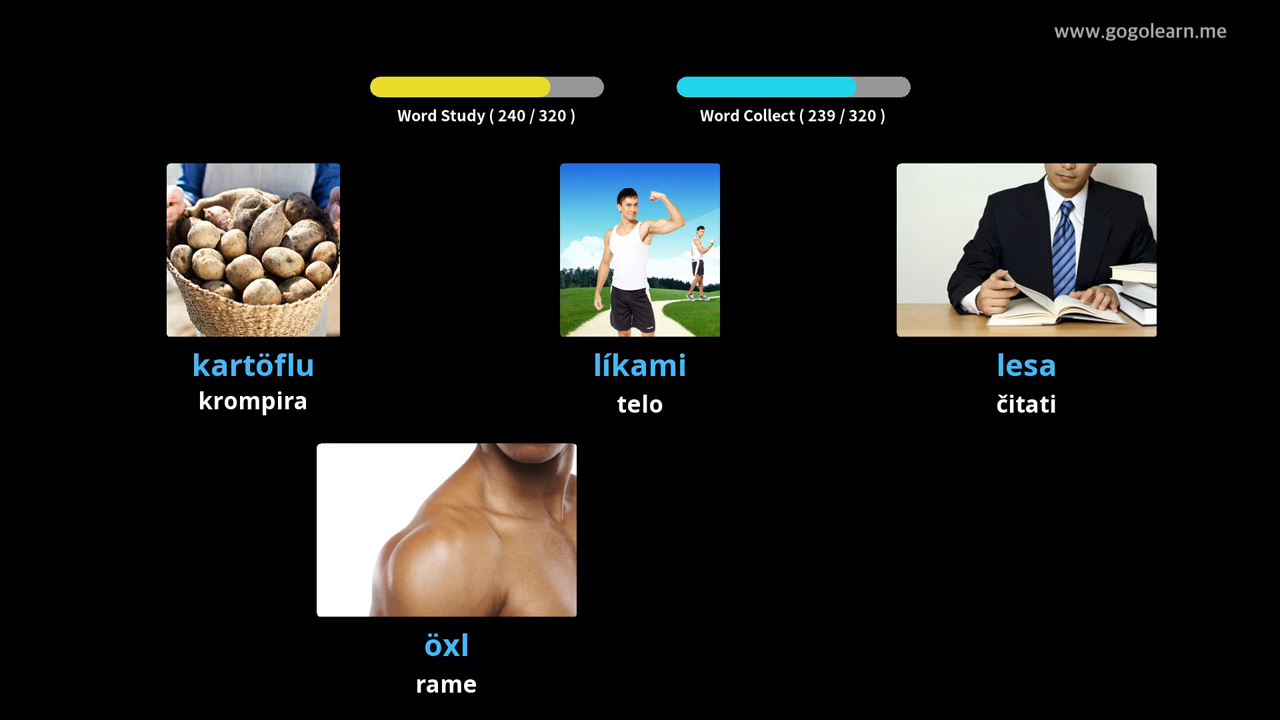 www.gogolearn.me
Word Study ( 240 / 320 )
Word Collect ( 239 / 320 )
kartöflu
krompira
líkami
telo
lesa
čitati
öxl
rame